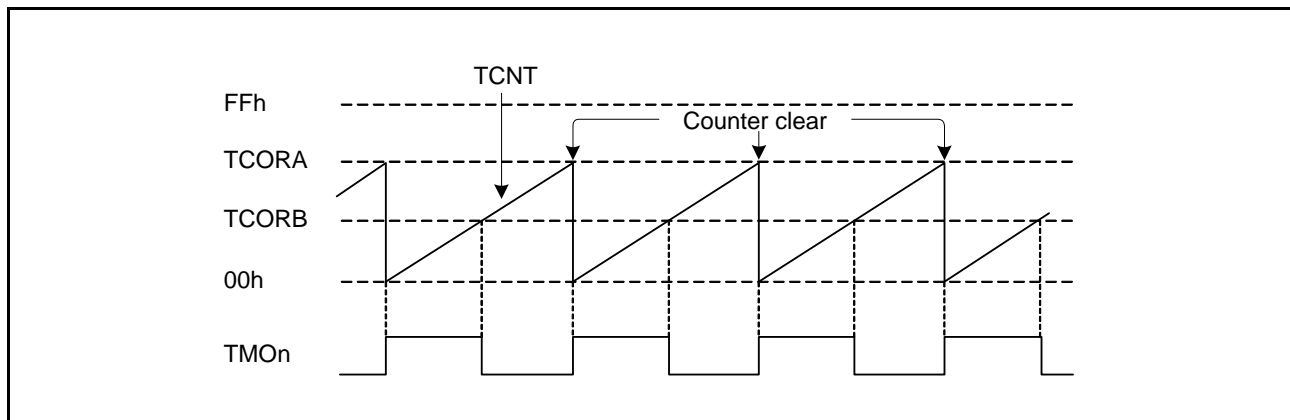 TCNT
FFh
Counter clear
TCORA
TCORB
00h
TMOn